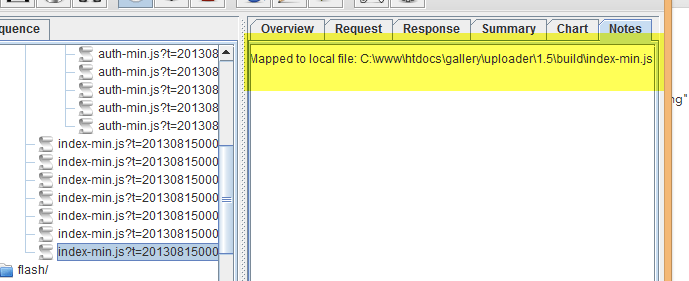 quence
Overview Request Response Summary Chart Notes
auth-min.js?t=201308
auth-min.js?t=201308
auth-min.js?t=201308
auth-min.js?t=201308
auth-min.js?t=201308
index-min.js?t=20130815000
index-min.js?t=20130815000
index-min.js?t=20130815000
index-min.js?t=20130815000
index-min.js?t=20130815000
index-min.js?t=20130815000
index-min.js?t=20130815000
flash/
Mapped to local file: C:\www\htdocs\gallery\uploader\1.5\build\index-min.js
ng"